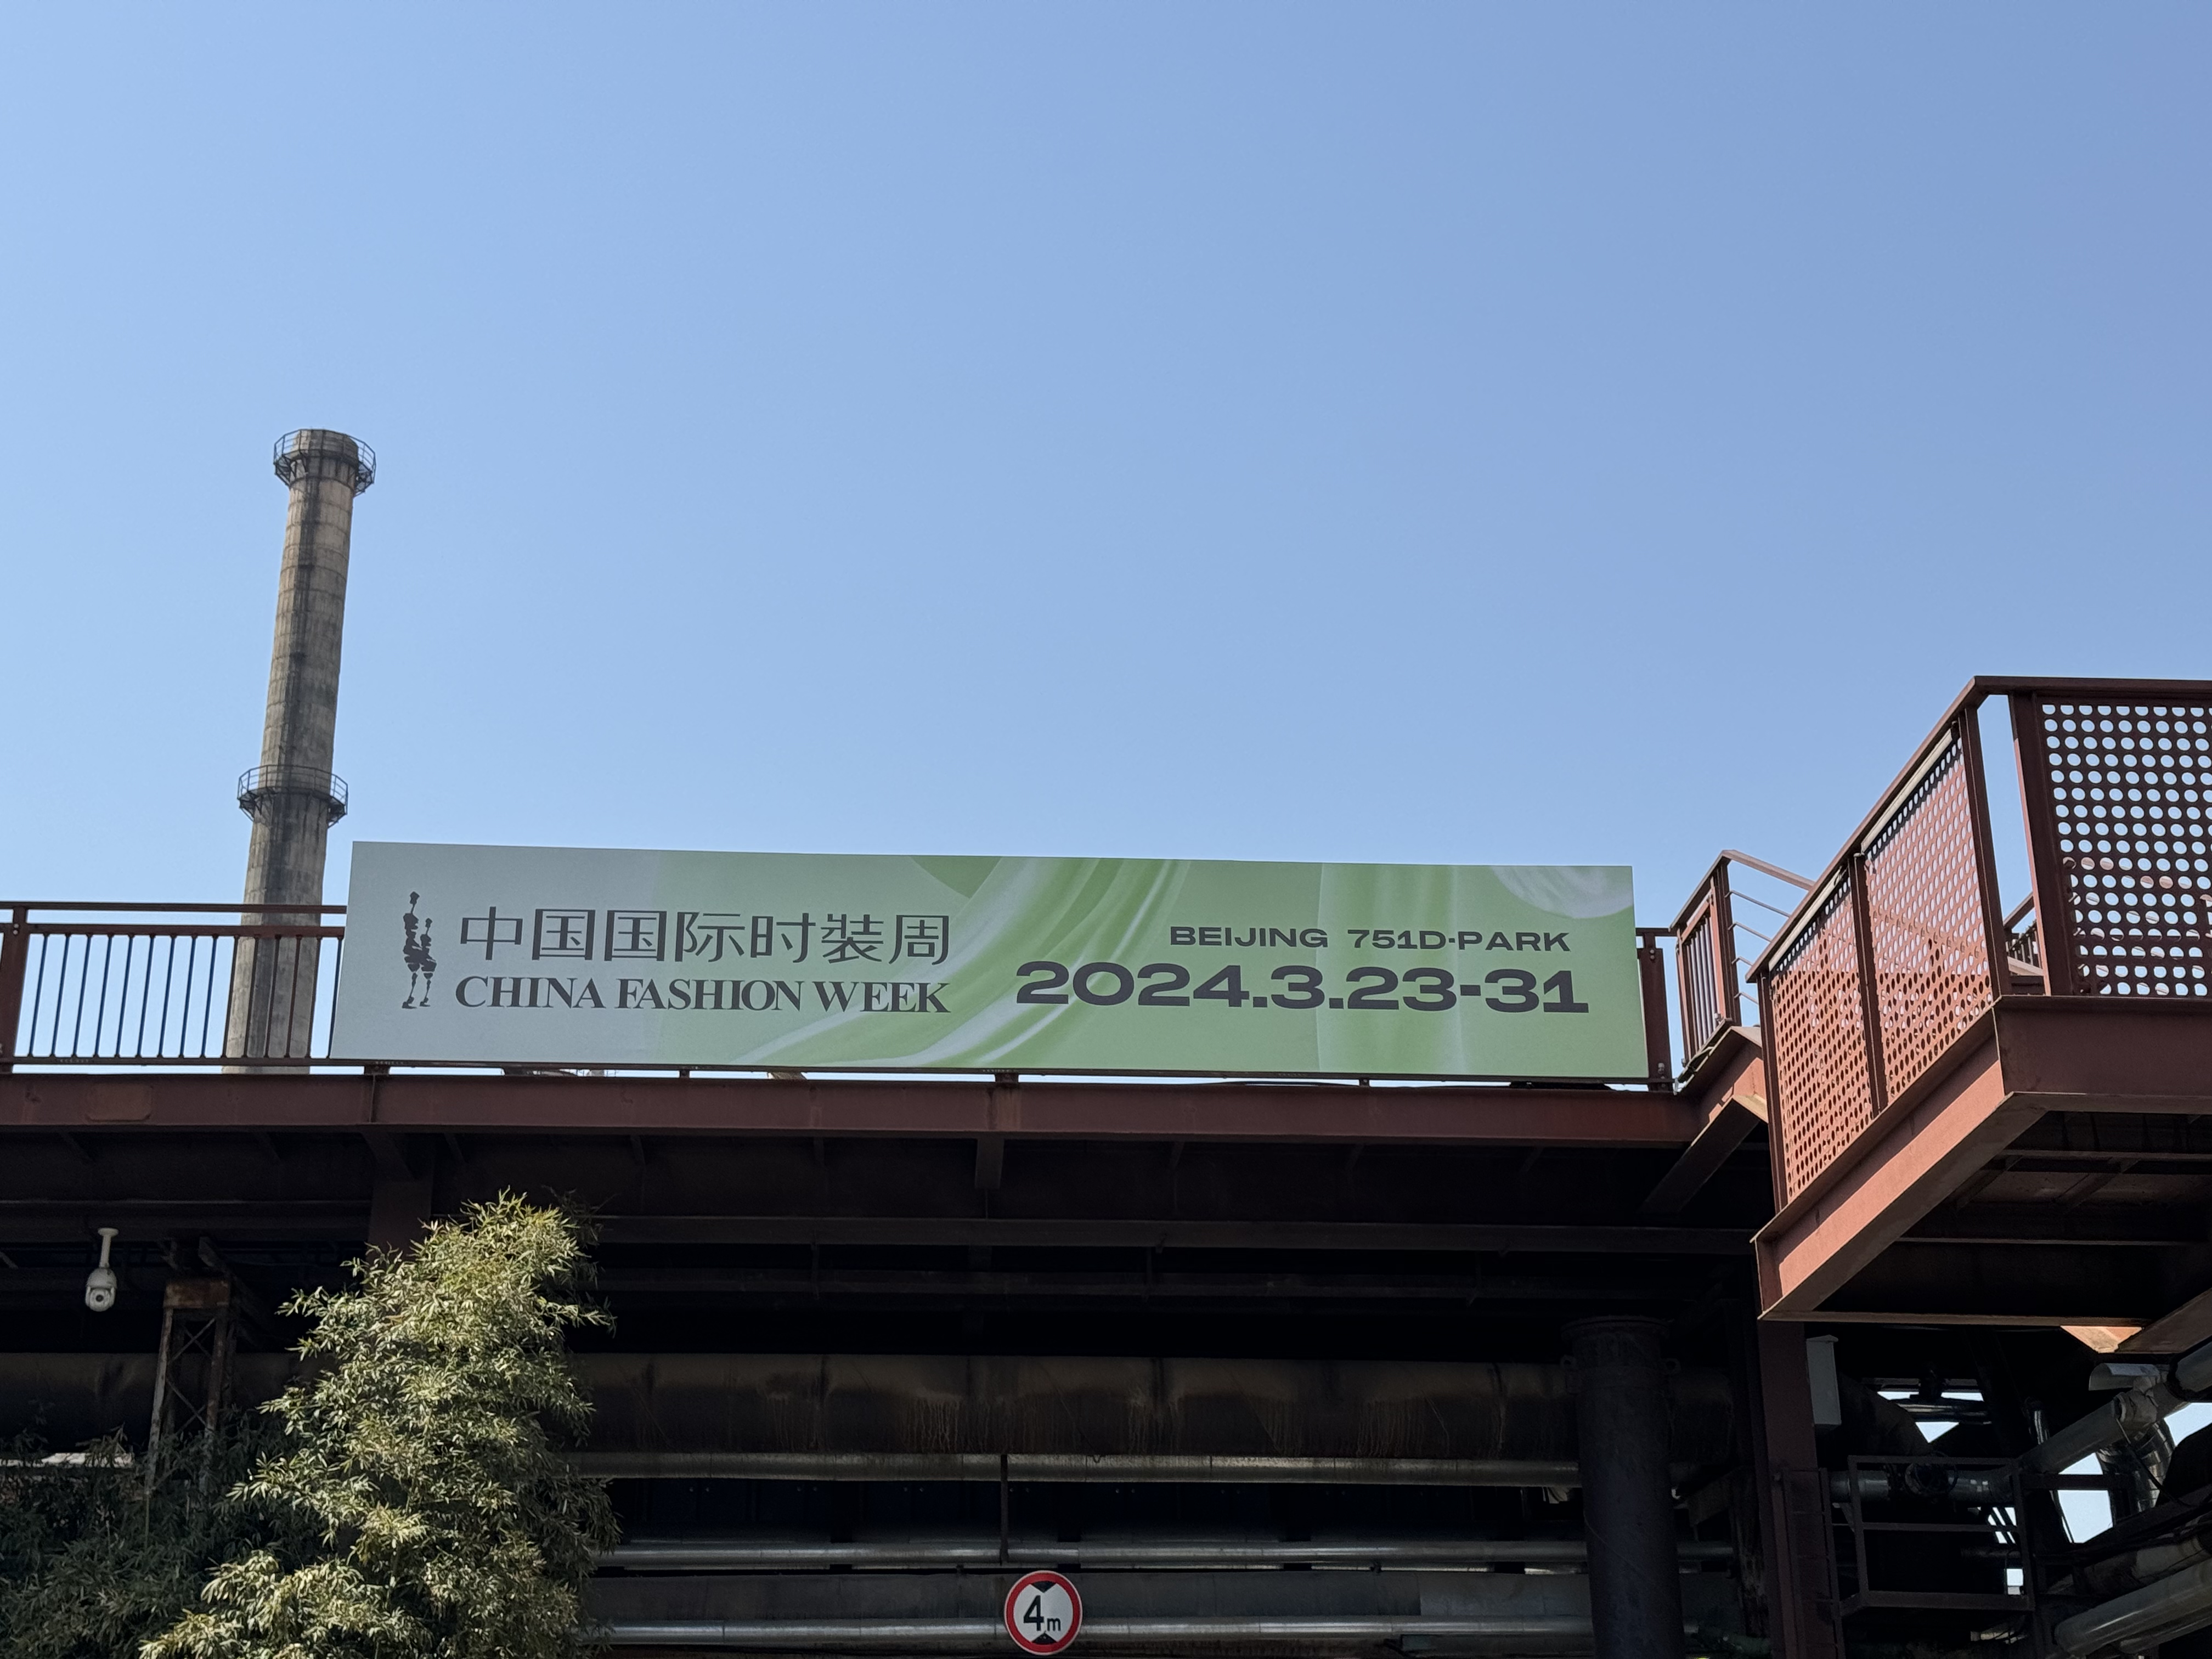 中国国际时装周
CHINA FASHION WEEK
BEIJING 751D·PARK
2024.3.23-31
4m